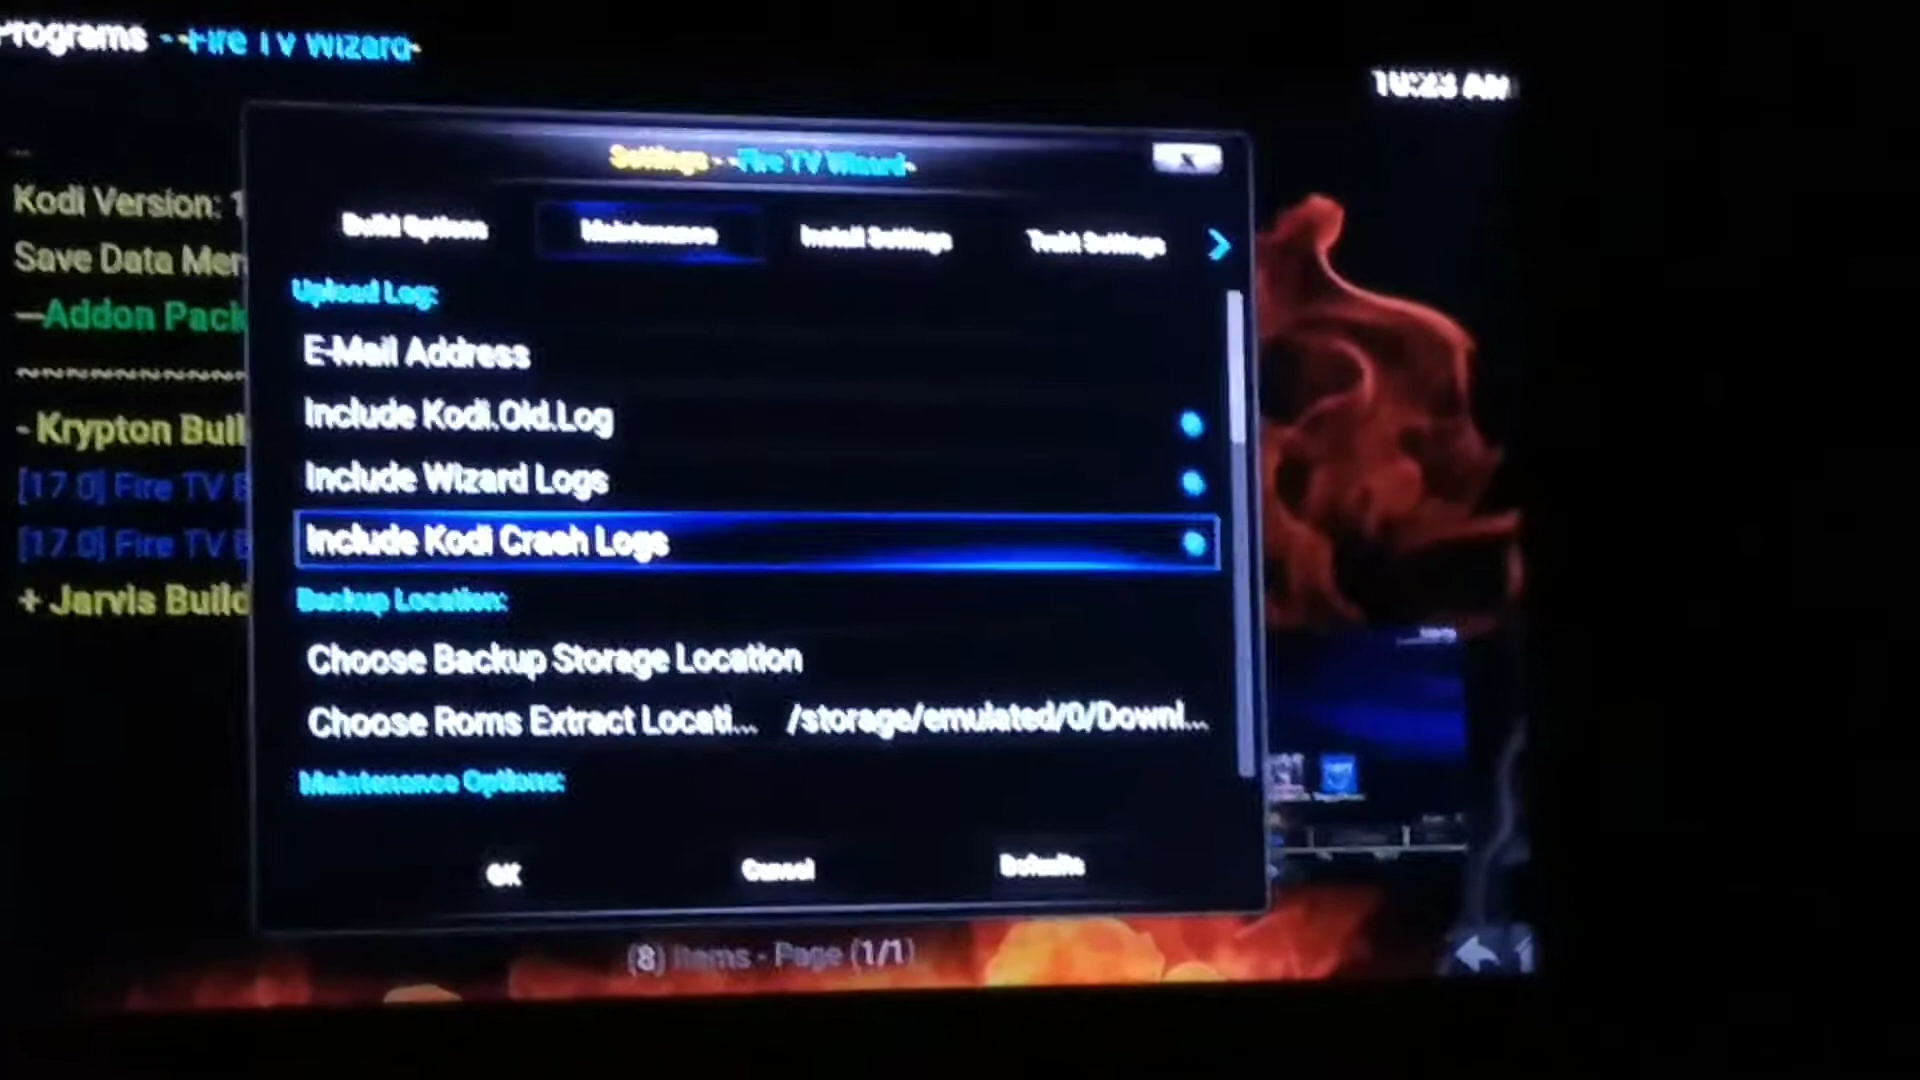 Programs - -Fire TV Wizard-
10:23 AM
Settings - -Fire TV Wizard-
Build Options
Maintenance
Install Settings
Trakt Settings
Kodi Version: 1
Save Data Men
—Addon Pack
~~~~~~~~~~
- Krypton Buil
[17.0] Fire TV B
[17.0] Fire TV B
+ Jarvis Build
Upload Log:
E-Mail Address
Include Kodi.Old.Log
Include Wizard Logs
Include Kodi Crash Logs
Backup Location:
Choose Backup Storage Location
Choose Roms Extract Locati... /storage/emulated/0/Downl...
Maintenance Options:
OK
Cancel
Defaults
(8) Items - Page (1/1)